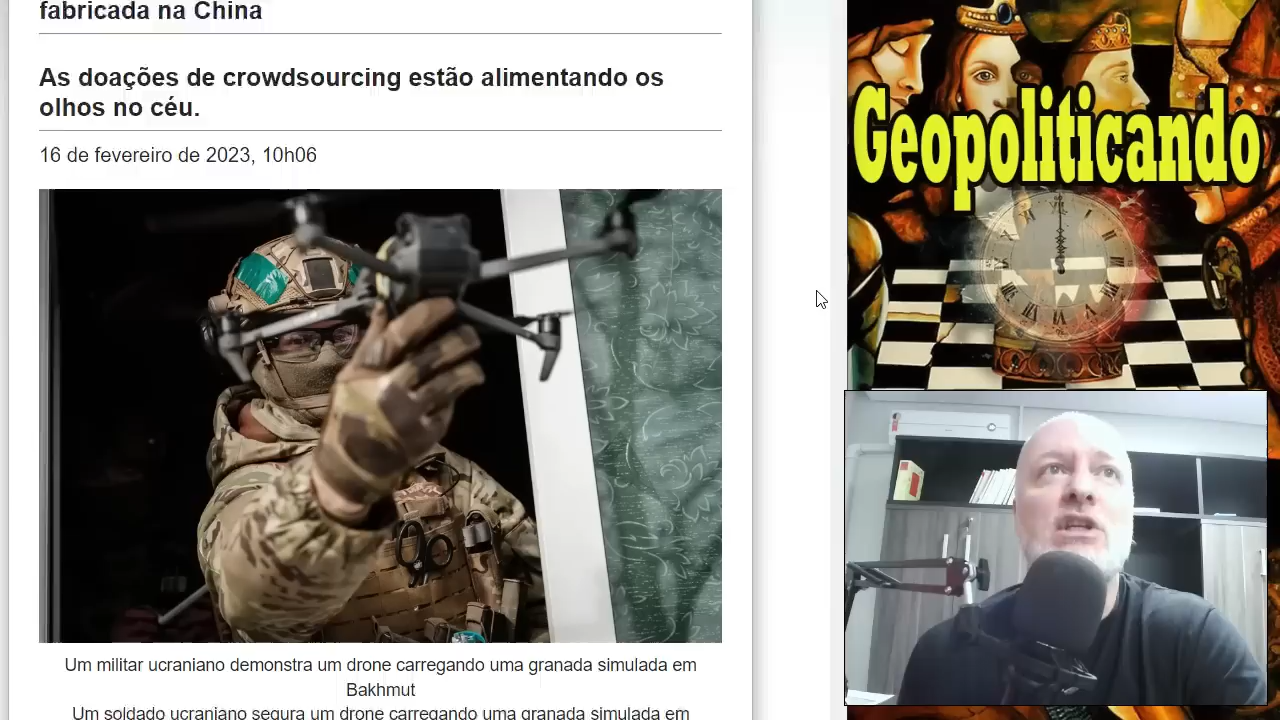 fabricada na China
As doações de crowdsourcing estão alimentando os
olhos no céu.
16 de fevereiro de 2023, 10h06
Um militar ucraniano demonstra um drone carregando uma granada simulada em
Bakhmut
Um soldado ucraniano segura um drone carregando uma granada simulada em
Geopoliticando